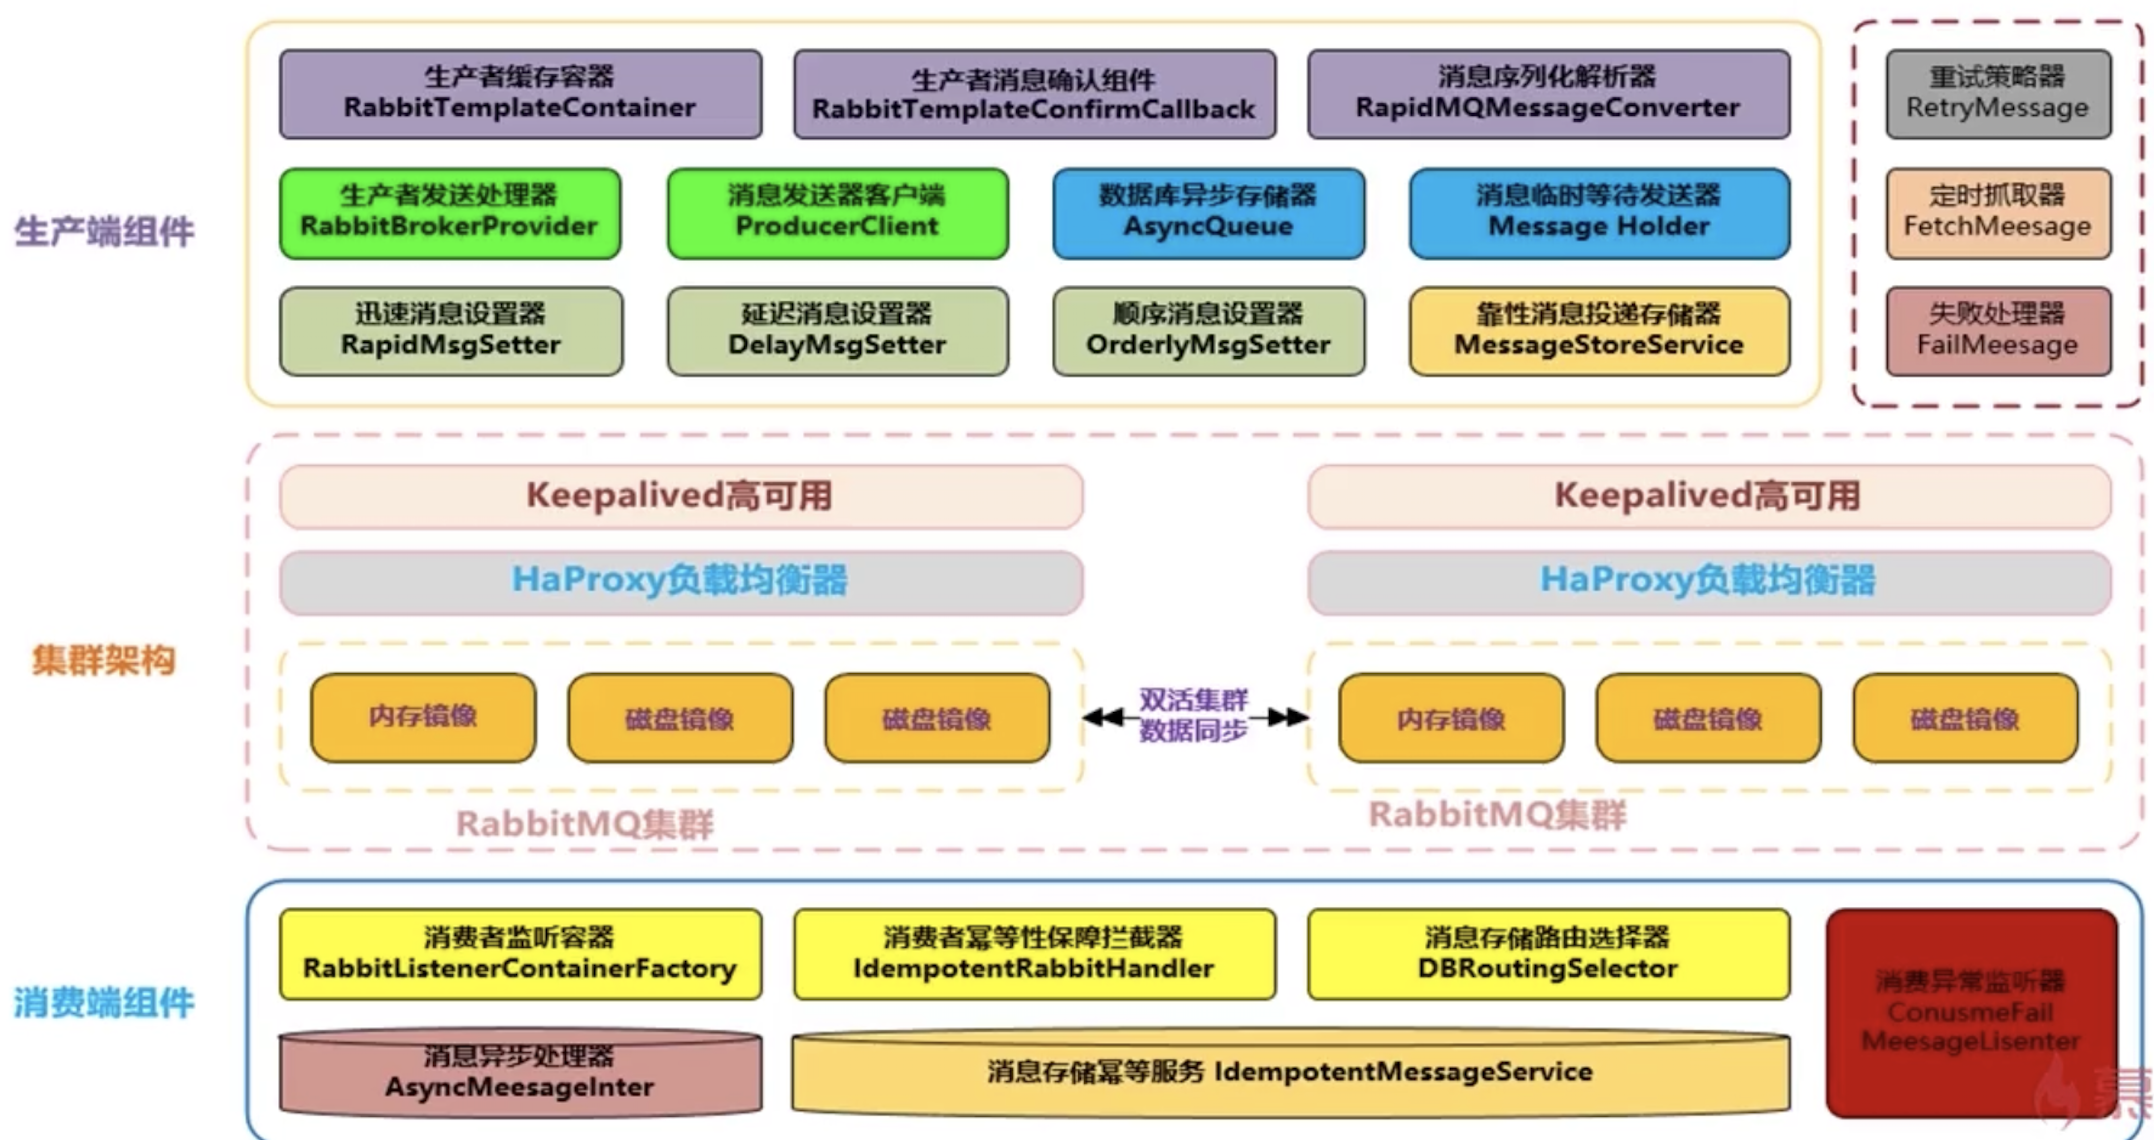 生产者缓存容器
RabbitTemplateContainer
生产者消息确认组件
RabbitTemplateConfirmCallback
消息序列化解析器
RapidMQMessageConverter
重试策略器
RetryMessage
生产端组件
生产者发送处理器
RabbitBrokerProvider
消息发送器客户端
ProducerClient
数据库异步存储器
AsyncQueue
消息临时等待发送器
Message Holder
定时抓取器
FetchMeesage
迅速消息设置器
RapidMsgSetter
延迟消息设置器
DelayMsgSetter
顺序消息设置器
OrderlyMsgSetter
靠性消息投递存储器
MessageStoreService
失败处理器
FailMeesage
集群架构
Keepalived高可用
HaProxy负载均衡器
内存镜像
磁盘镜像
磁盘镜像
RabbitMQ集群
双活集群
数据同步
Keepalived高可用
HaProxy负载均衡器
内存镜像
磁盘镜像
磁盘镜像
RabbitMQ集群
消费端组件
消费者监听容器
RabbitListenerContainerFactory
消费者幂等性保障拦截器
IdempotentRabbitHandler
消息存储路由选择器
DBRoutingSelector
消费异常监听器
ConusmeFail
MeesageLisenter
消息异步处理器
AsyncMeesageInter
消息存储幂等服务 IdempotentMessageService
慕